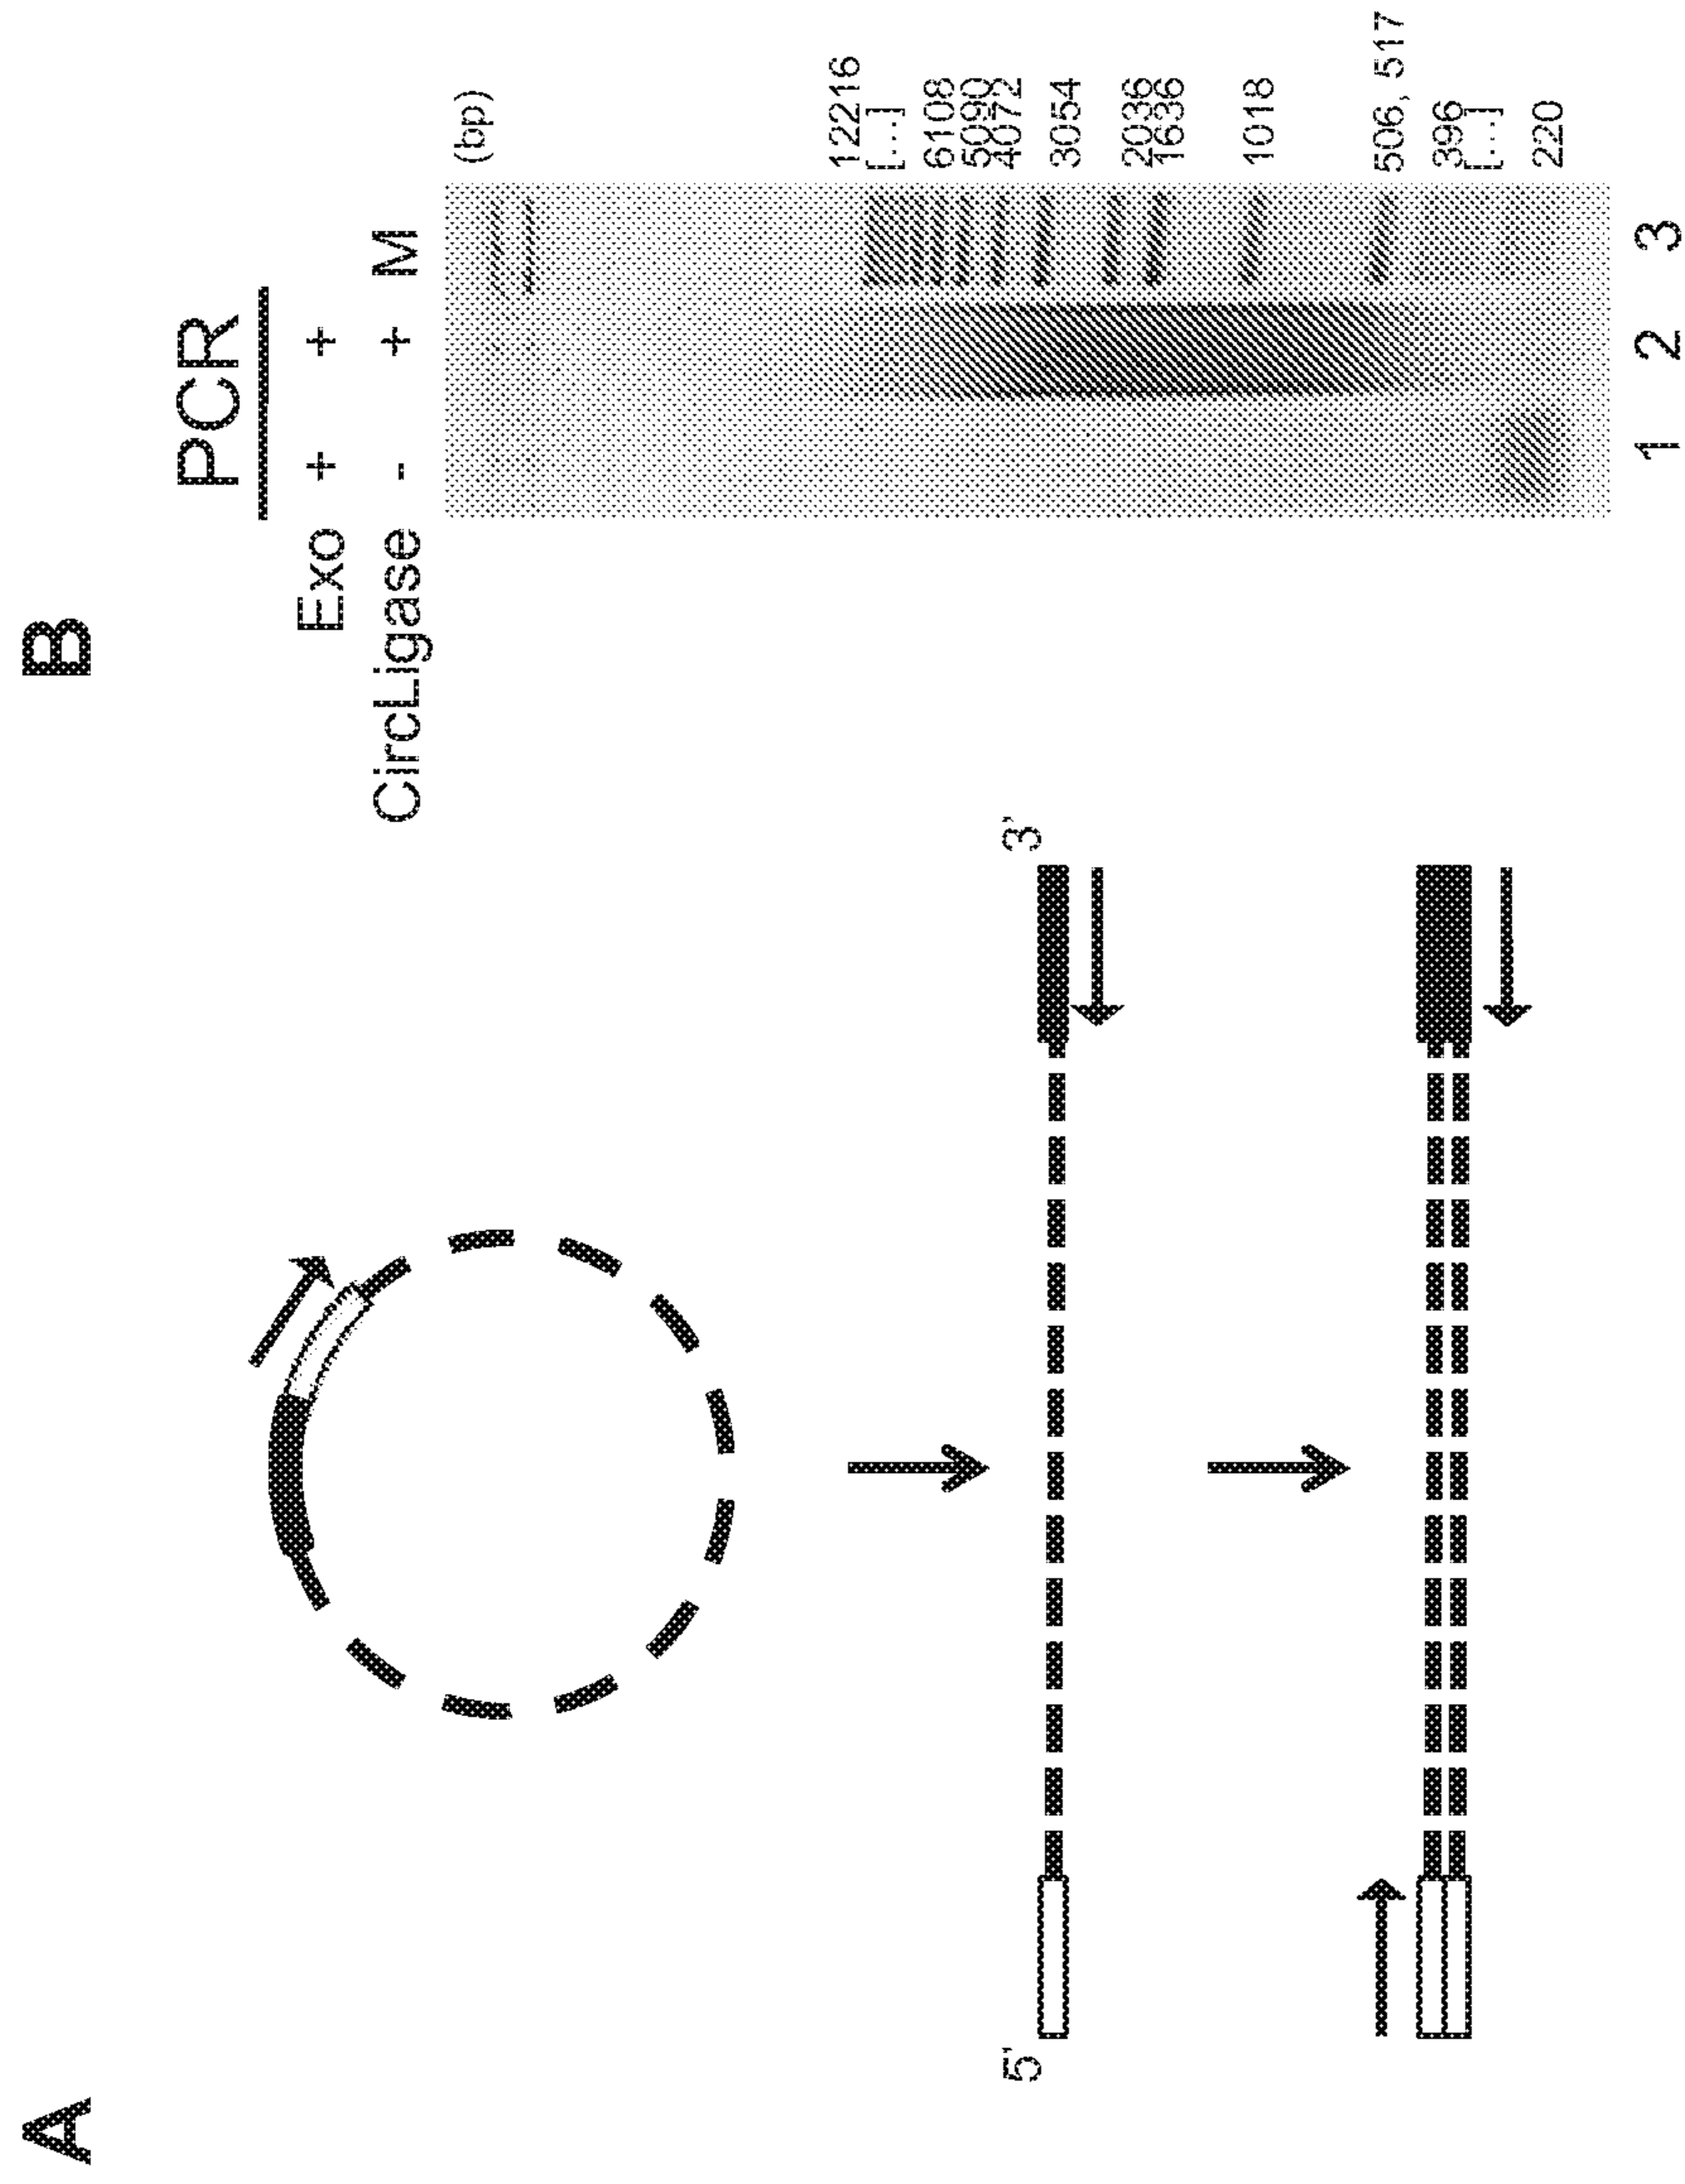 A
5'
3'
B
PCR
Exo + +
CircLigase - + M
(bp)
12216
[...]
6108
5090
4072
3054
2036
1636
1018
506, 517
396
[...]
220
1 2 3